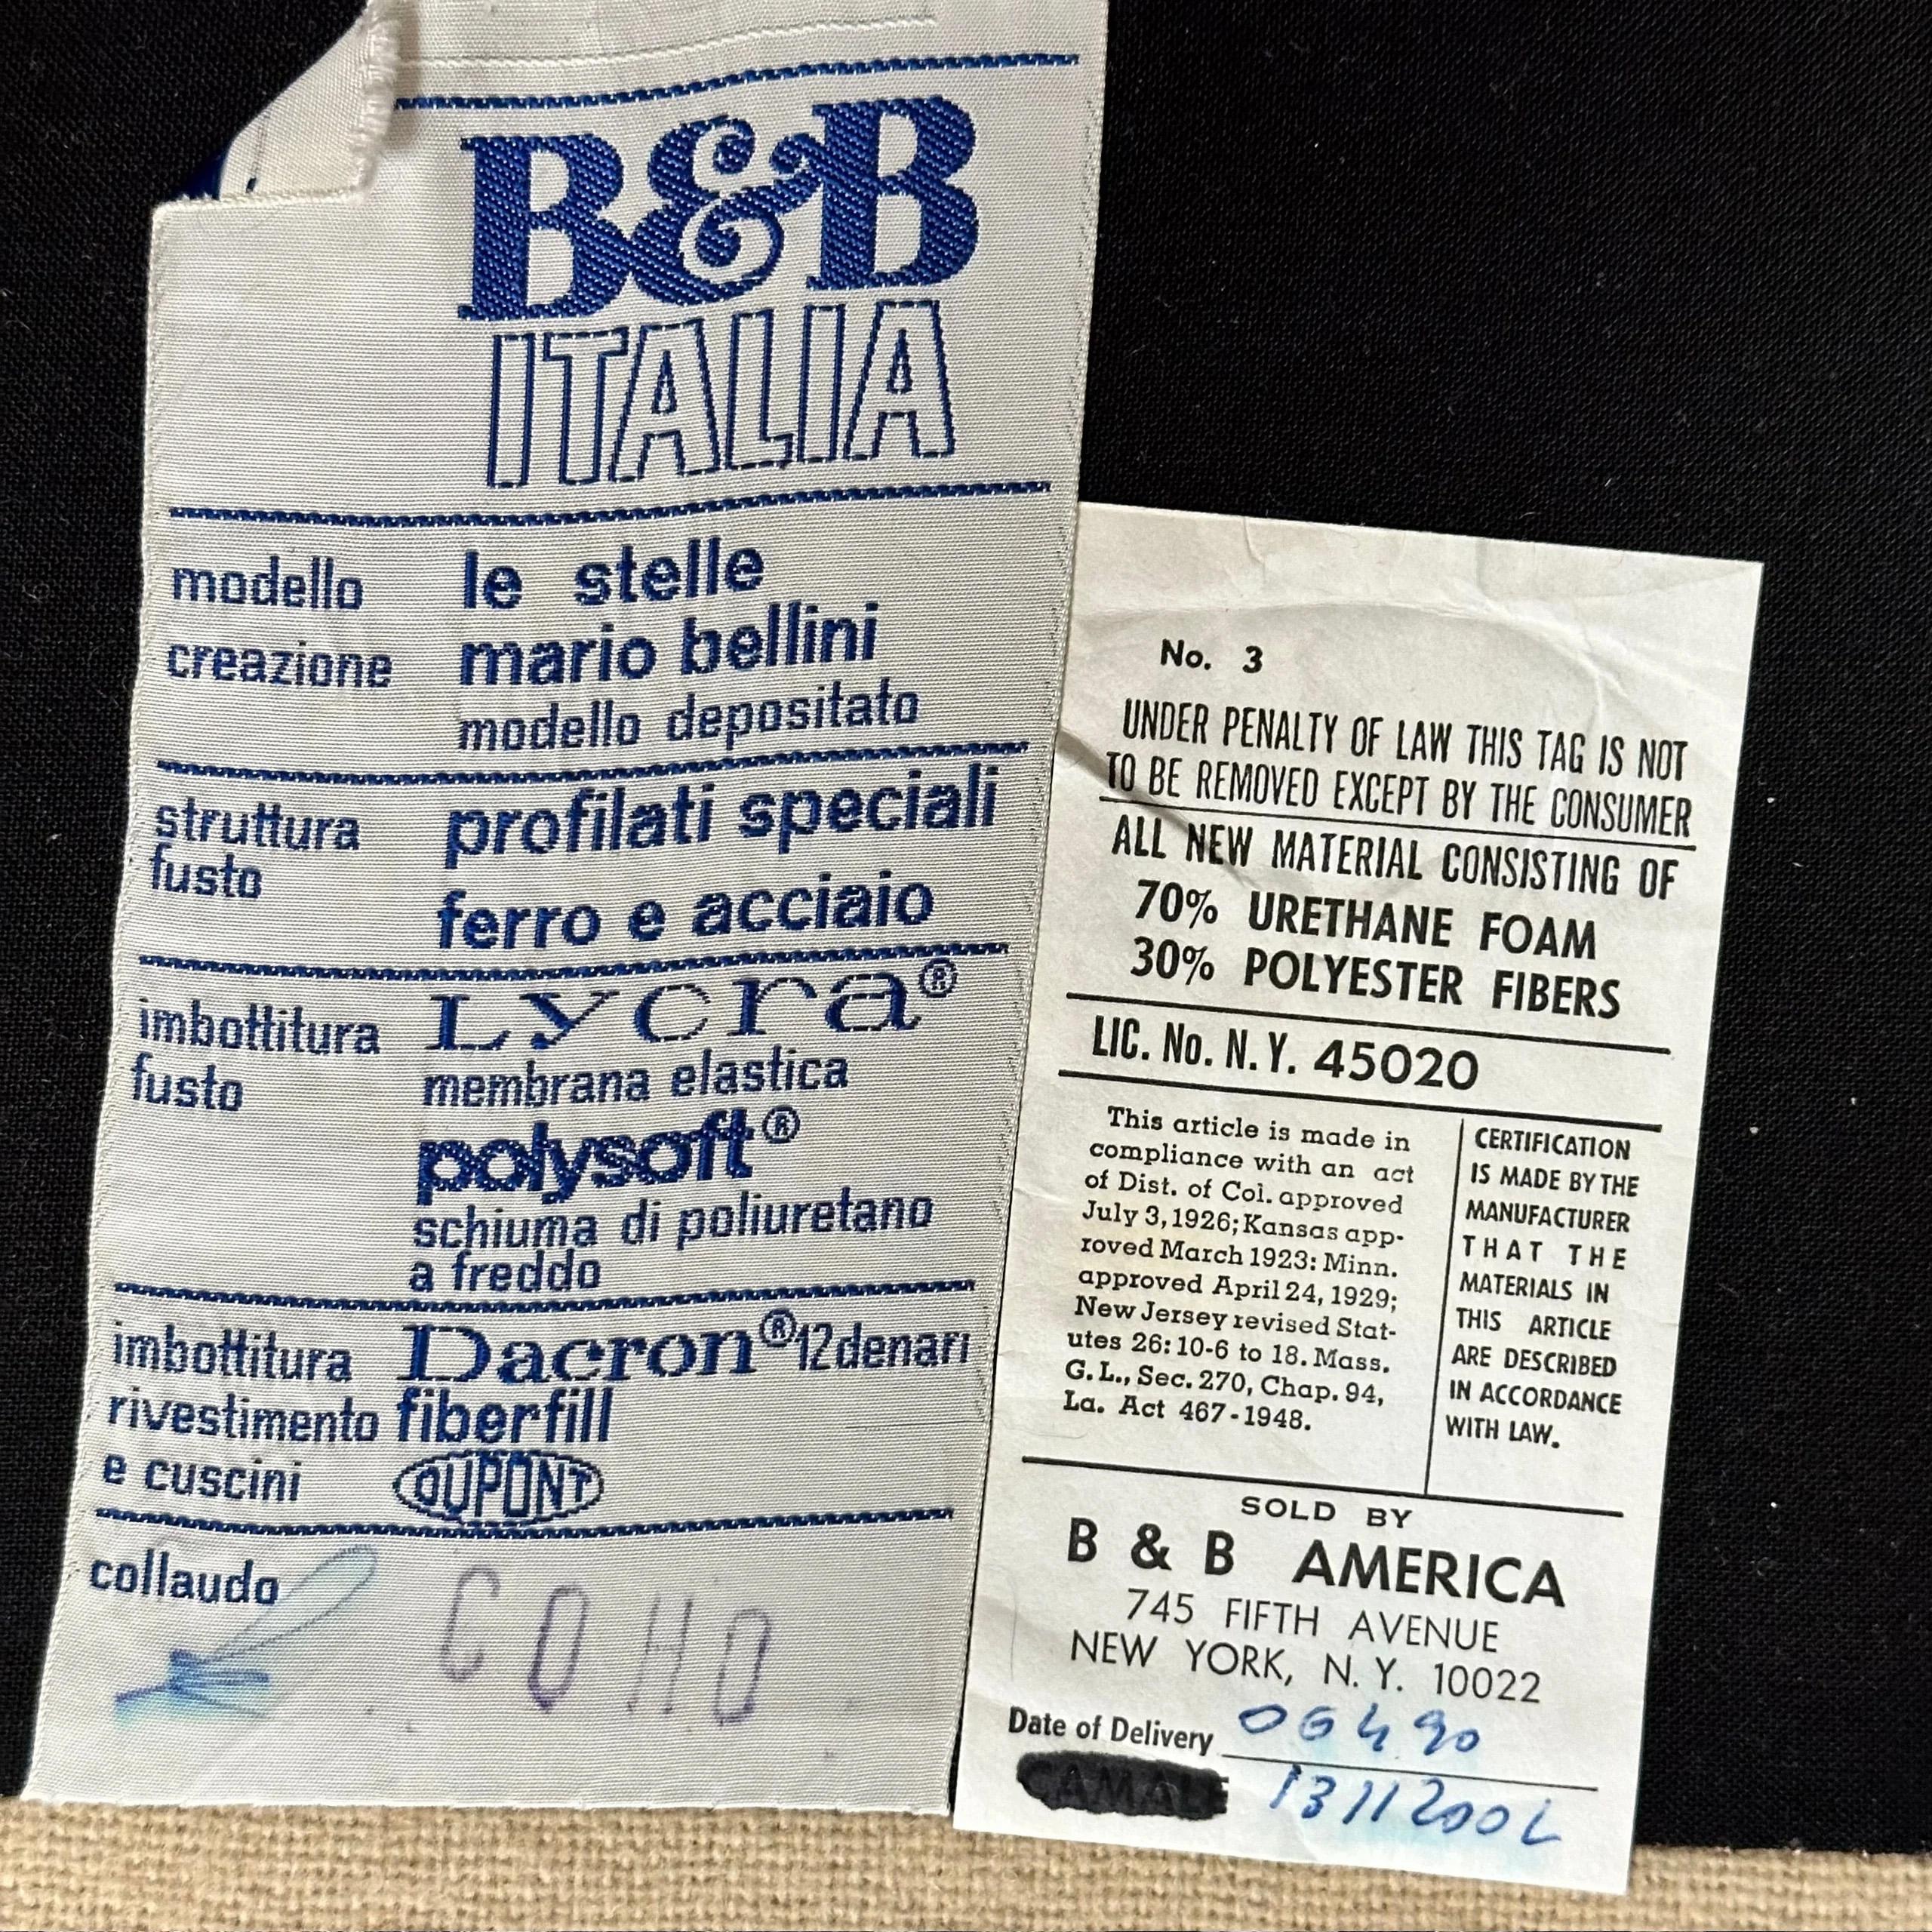 B&B
ITALIA
modello le stelle
creazione mario bellini
modello depositato
struttura profilati speciali
fusto
ferro e acciaio
imbottitura Lycra®
fusto membrana elastica
polysoft®
schiuma di poliuretano
a freddo
imbottitura Dacron® 12denari
rivestimento fiberfill
e cuscini DUPONT
collaudo
No. 3
UNDER PENALTY OF LAW THIS TAG IS NOT
TO BE REMOVED EXCEPT BY THE CONSUMER
ALL NEW MATERIAL CONSISTING OF
70% URETHANE FOAM
30% POLYESTER FIBERS
LIC. No. N.Y. 45020
This article is made in
compliance with an act
of Dist. of Col. approved
July 3, 1926; Kansas app-
roved March 1923: Minn.
approved April 24, 1929;
New Jersey revised Stat-
utes 26: 10-6 to 18. Mass.
G. L., Sec. 270, Chap. 94,
La. Act 467-1948.
CERTIFICATION
IS MADE BY THE
MANUFACTURER
THAT THE
MATERIALS IN
THIS ARTICLE
ARE DESCRIBED
IN ACCORDANCE
WITH LAW.
SOLD BY
B & B AMERICA
745 FIFTH AVENUE
NEW YORK, N.Y. 10022
Date of Delivery